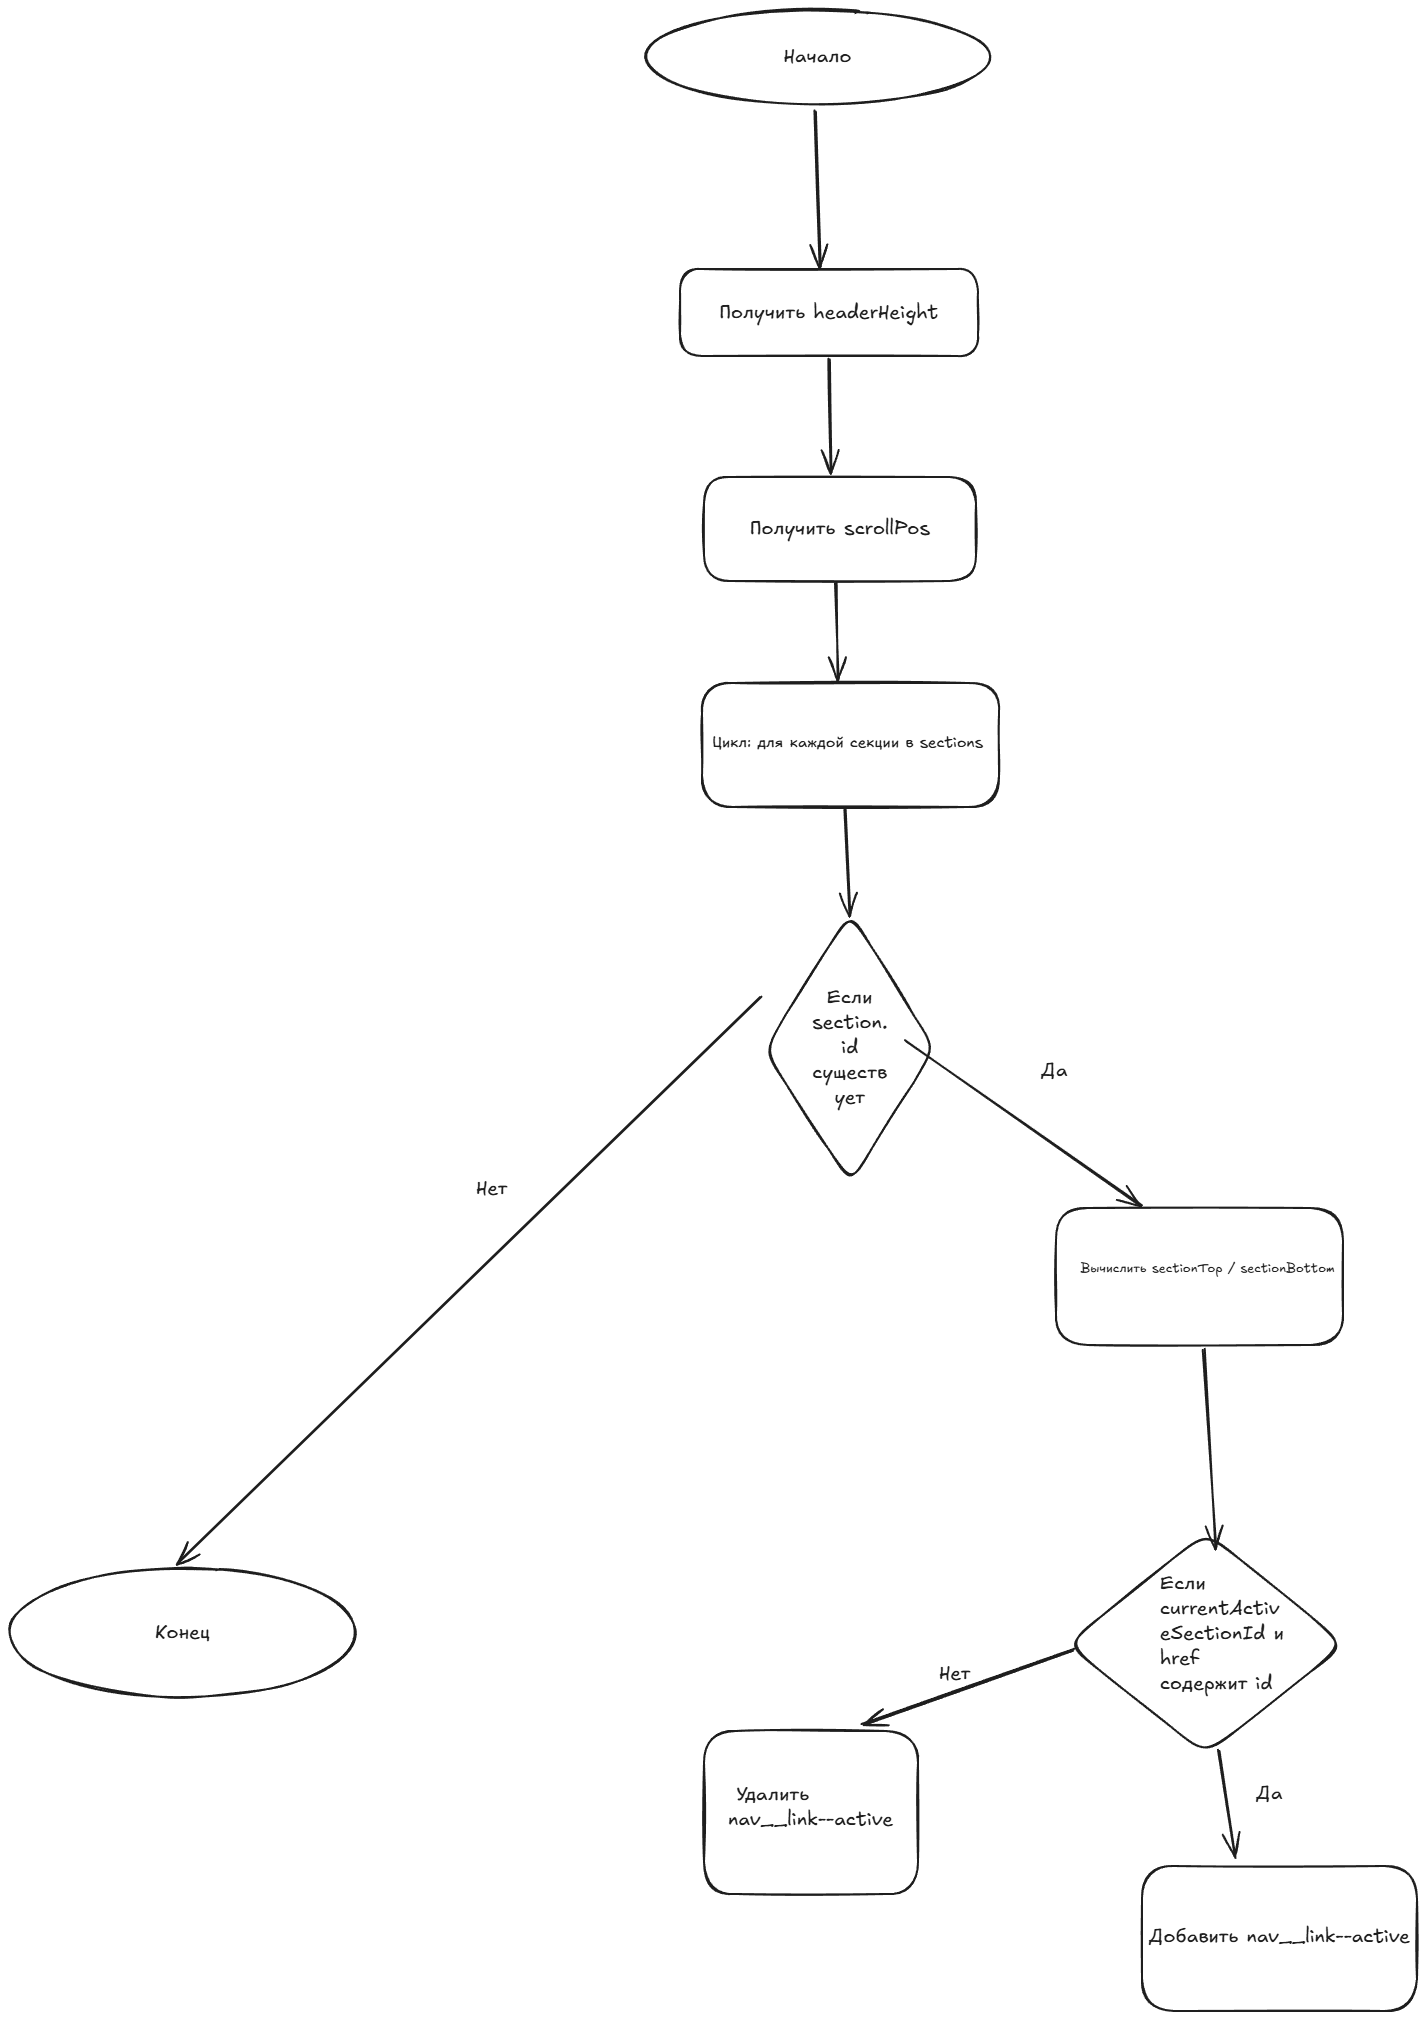 Начало
Получить headerHeight
Получить scrollPos
Цикл: для каждой секции в sections
Если
section.
id
существ
ует
Да
Нет
Вычислить sectionTop / sectionBottom
Конец
Если
currentActiv
eSectionId и
href
содержит id
Нет
Да
Удалить
nav__link--active
Добавить nav__link--active